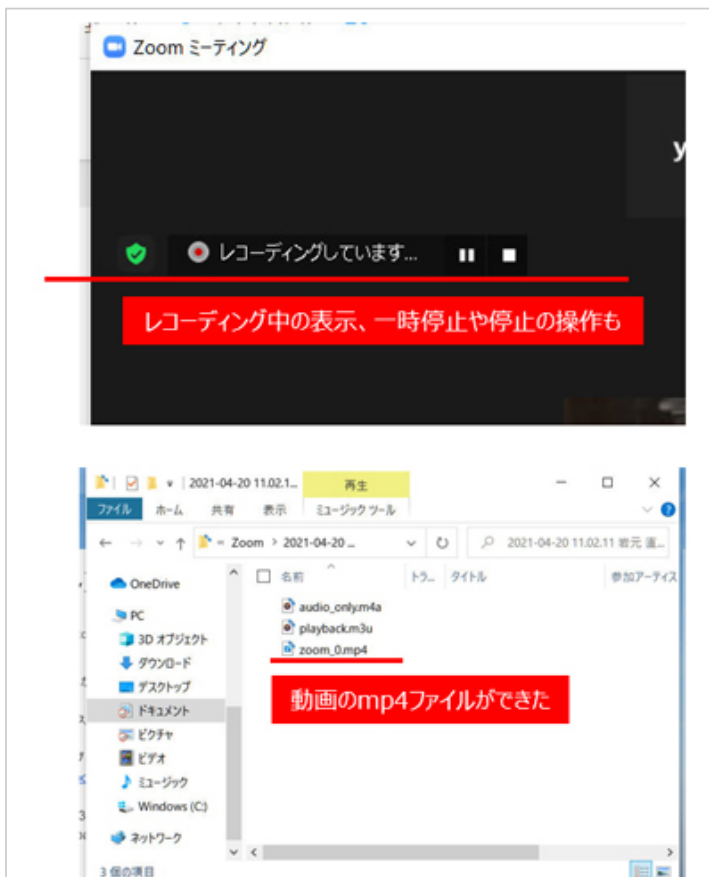 Zoom ミーティング
y
レコーディングしています...
レコーディング中の表示、一時停止や停止の操作も
2021-04-20 11.02.1...
再生
ファイル ホーム 共有 表示 ミュージック ツール
Zoom › 2021-04-20 ...
2021-04-20 11.02.11 岩元 直...
名前 トラ... タイトル 参加アーティス
OneDrive
PC
3D オブジェクト
ダウンロード
デスクトップ
ドキュメント
ピクチャ
ビデオ
ミュージック
Windows (C:)
ネットワーク
audio_only.m4a
playback.m3u
zoom_0.mp4
動画のmp4ファイルができた
3 個の項目